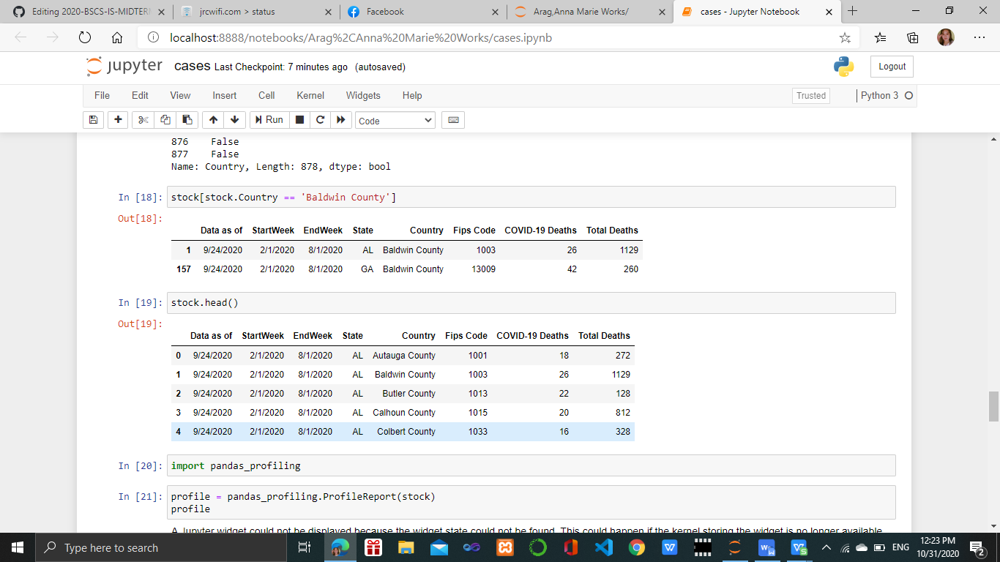 Editing 2020-BSCS-IS-MIDTER
jrcwifi.com > status
Facebook
Arag,Anna Marie Works/
cases - Jupyter Notebook
localhost:8888/notebooks/Arag%2CAnna%20Marie%20Works/cases.ipynb
jupyter cases Last Checkpoint: 7 minutes ago (autosaved)
Logout
File Edit View Insert Cell Kernel Widgets Help
Trusted
Python 3
Run
Code
876 False
877 False
Name: Country, Length: 878, dtype: bool
In [18]: stock[stock.Country == 'Baldwin County']
Out[18]:
Data as of StartWeek EndWeek State Country Fips Code COVID-19 Deaths Total Deaths
1 9/24/2020 2/1/2020 8/1/2020 AL Baldwin County 1003 26 1129
157 9/24/2020 2/1/2020 8/1/2020 GA Baldwin County 13009 42 260
In [19]: stock.head()
Out[19]:
Data as of StartWeek EndWeek State Country Fips Code COVID-19 Deaths Total Deaths
0 9/24/2020 2/1/2020 8/1/2020 AL Autauga County 1001 18 272
1 9/24/2020 2/1/2020 8/1/2020 AL Baldwin County 1003 26 1129
2 9/24/2020 2/1/2020 8/1/2020 AL Butler County 1013 22 128
3 9/24/2020 2/1/2020 8/1/2020 AL Calhoun County 1015 20 812
4 9/24/2020 2/1/2020 8/1/2020 AL Colbert County 1033 16 328
In [20]: import pandas_profiling
In [21]: profile = pandas_profiling.ProfileReport(stock)
profile
A Jupyter widget could not be displayed because the widget state could not be found. This could happen if the kernel storing the widget is no longer available,
Type here to search
ENG
12:23 PM
10/31/2020
2